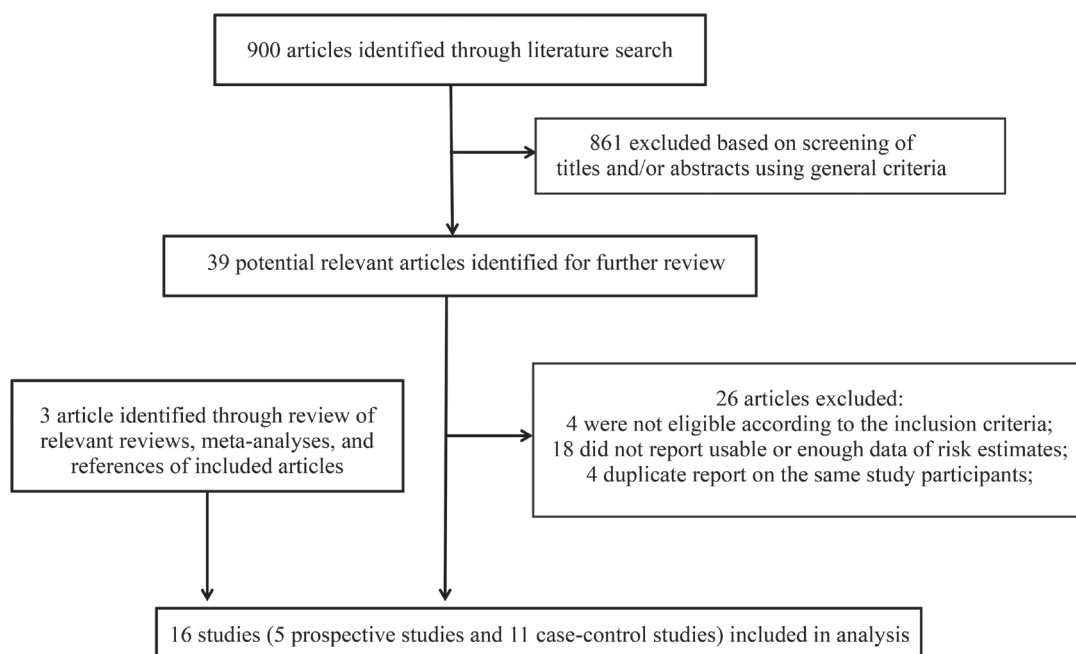 900 articles identified through literature search
861 excluded based on screening of
titles and/or abstracts using general criteria
39 potential relevant articles identified for further review
3 article identified through review of
relevant reviews, meta-analyses, and
references of included articles
26 articles excluded:
4 were not eligible according to the inclusion criteria;
18 did not report usable or enough data of risk estimates;
4 duplicate report on the same study participants;
16 studies (5 prospective studies and 11 case-control studies) included in analysis